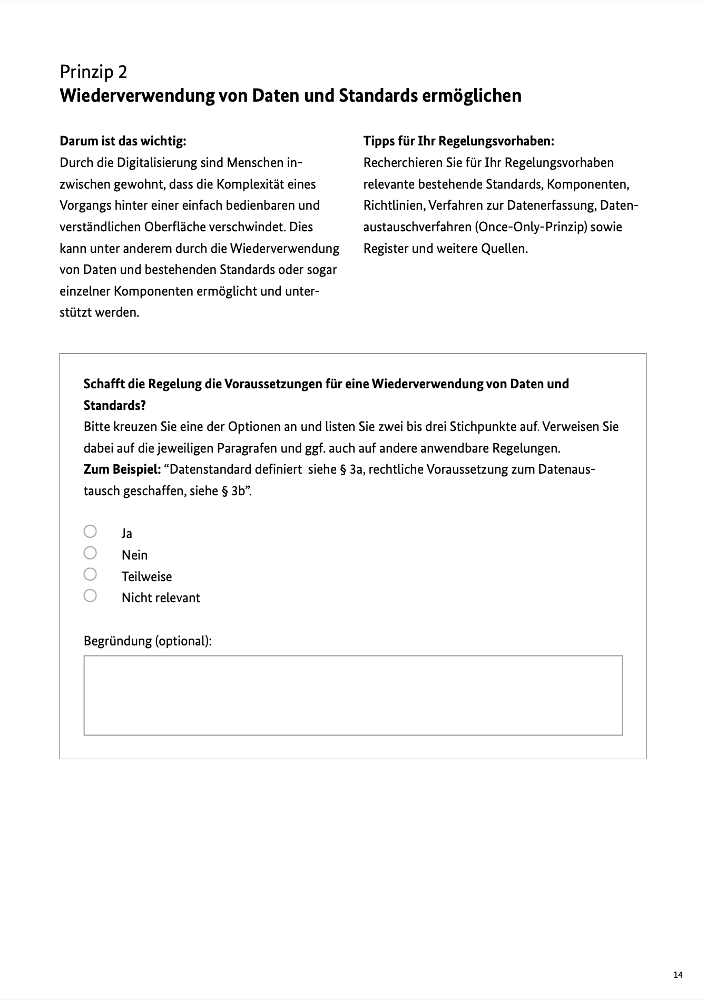 Prinzip 2
Wiederverwendung von Daten und Standards ermöglichen
Darum ist das wichtig:
Durch die Digitalisierung sind Menschen in-
zwischen gewohnt, dass die Komplexität eines
Vorgangs hinter einer einfach bedienbaren und
verständlichen Oberfläche verschwindet. Dies
kann unter anderem durch die Wiederverwendung
von Daten und bestehenden Standards oder sogar
einzelner Komponenten ermöglicht und unter-
stützt werden.
Tipps für Ihr Regelungsvorhaben:
Recherchieren Sie für Ihr Regelungsvorhaben
relevante bestehende Standards, Komponenten,
Richtlinien, Verfahren zur Datenerfassung, Daten-
austauschverfahren (Once-Only-Prinzip) sowie
Register und weitere Quellen.
Schafft die Regelung die Voraussetzungen für eine Wiederverwendung von Daten und
Standards?
Bitte kreuzen Sie eine der Optionen an und listen Sie zwei bis drei Stichpunkte auf. Verweisen Sie
dabei auf die jeweiligen Paragrafen und ggf. auch auf andere anwendbare Regelungen.
Zum Beispiel: “Datenstandard definiert  siehe § 3a, rechtliche Voraussetzung zum Datenaus-
tausch geschaffen, siehe § 3b”.
Ja
Nein
Teilweise
Nicht relevant
Begründung (optional):
14